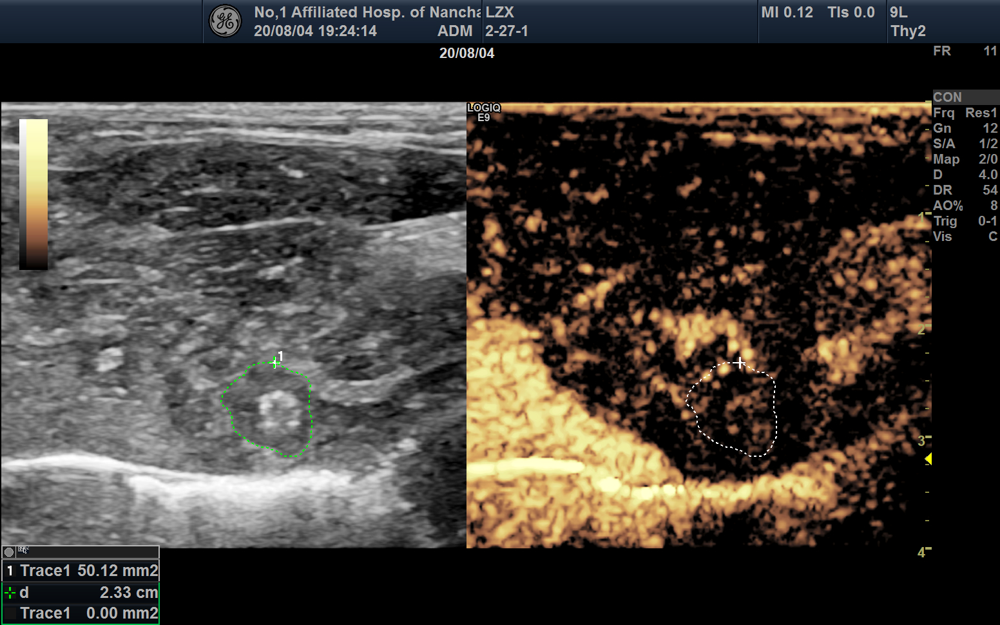 No,1 Affiliated Hosp. of Nancha
20/08/04 19:24:14 ADM
LZX
2-27-1
MI 0.12 TIs 0.0
9L
Thy2
20/08/04
FR 11
LOGIQ
E9
CON
Frq Res1
Gn 12
S/A 1/2
Map 2/0
D 4.0
DR 54
AO% 8
Trig 0-1
Vis C
1
2
3
4
1
1 Trace1 50.12 mm2
d 2.33 cm
Trace1 0.00 mm2